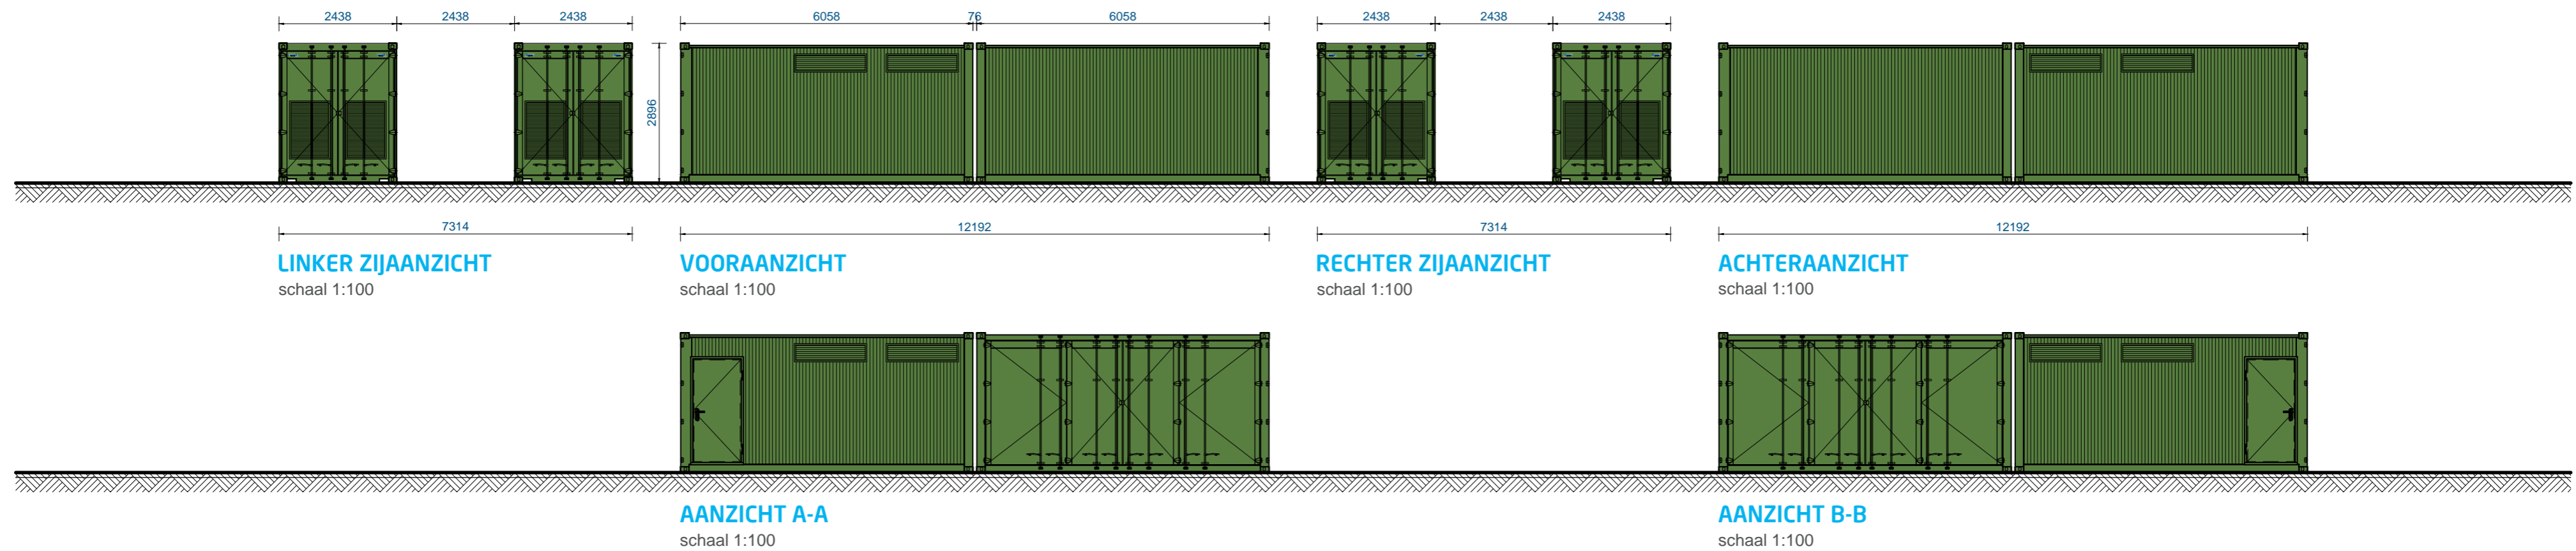 2438 2438 2438 6058 76 6058 2438 2438 2438
2896
7314 12192 7314 12192
LINKER ZIJAANZICHT VOORAANZICHT RECHTER ZIJAANZICHT ACHTERAANZICHT
schaal 1:100 schaal 1:100 schaal 1:100 schaal 1:100
AANZICHT A-A AANZICHT B-B
schaal 1:100 schaal 1:100